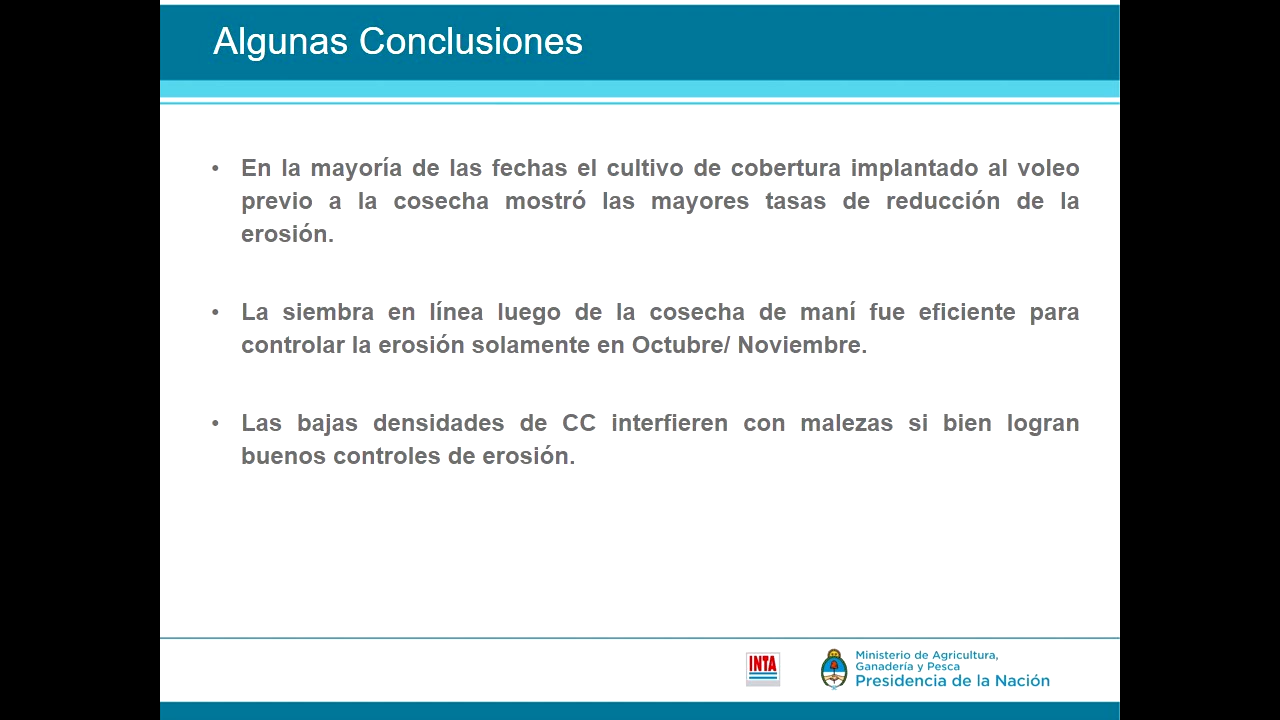 Algunas Conclusiones
• En la mayoría de las fechas el cultivo de cobertura implantado al voleo
previo a la cosecha mostró las mayores tasas de reducción de la
erosión.
• La siembra en línea luego de la cosecha de maní fue eficiente para
controlar la erosión solamente en Octubre/ Noviembre.
• Las bajas densidades de CC interfieren con malezas si bien logran
buenos controles de erosión.
INTA
Ministerio de Agricultura,
Ganadería y Pesca
Presidencia de la Nación